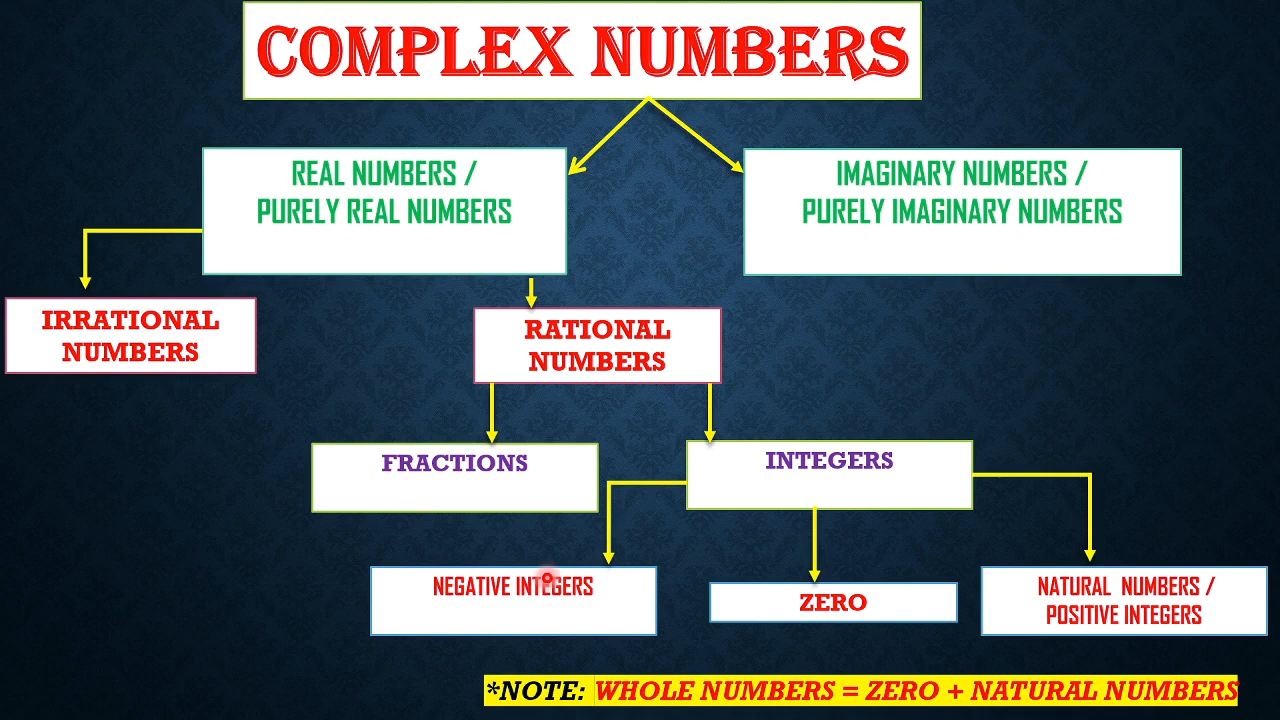 COMPLEX NUMBERS
REAL NUMBERS /
PURELY REAL NUMBERS
IMAGINARY NUMBERS /
PURELY IMAGINARY NUMBERS
IRRATIONAL
NUMBERS
RATIONAL
NUMBERS
FRACTIONS
INTEGERS
NEGATIVE INTEGERS
ZERO
NATURAL NUMBERS /
POSITIVE INTEGERS
*NOTE: WHOLE NUMBERS = ZERO + NATURAL NUMBERS